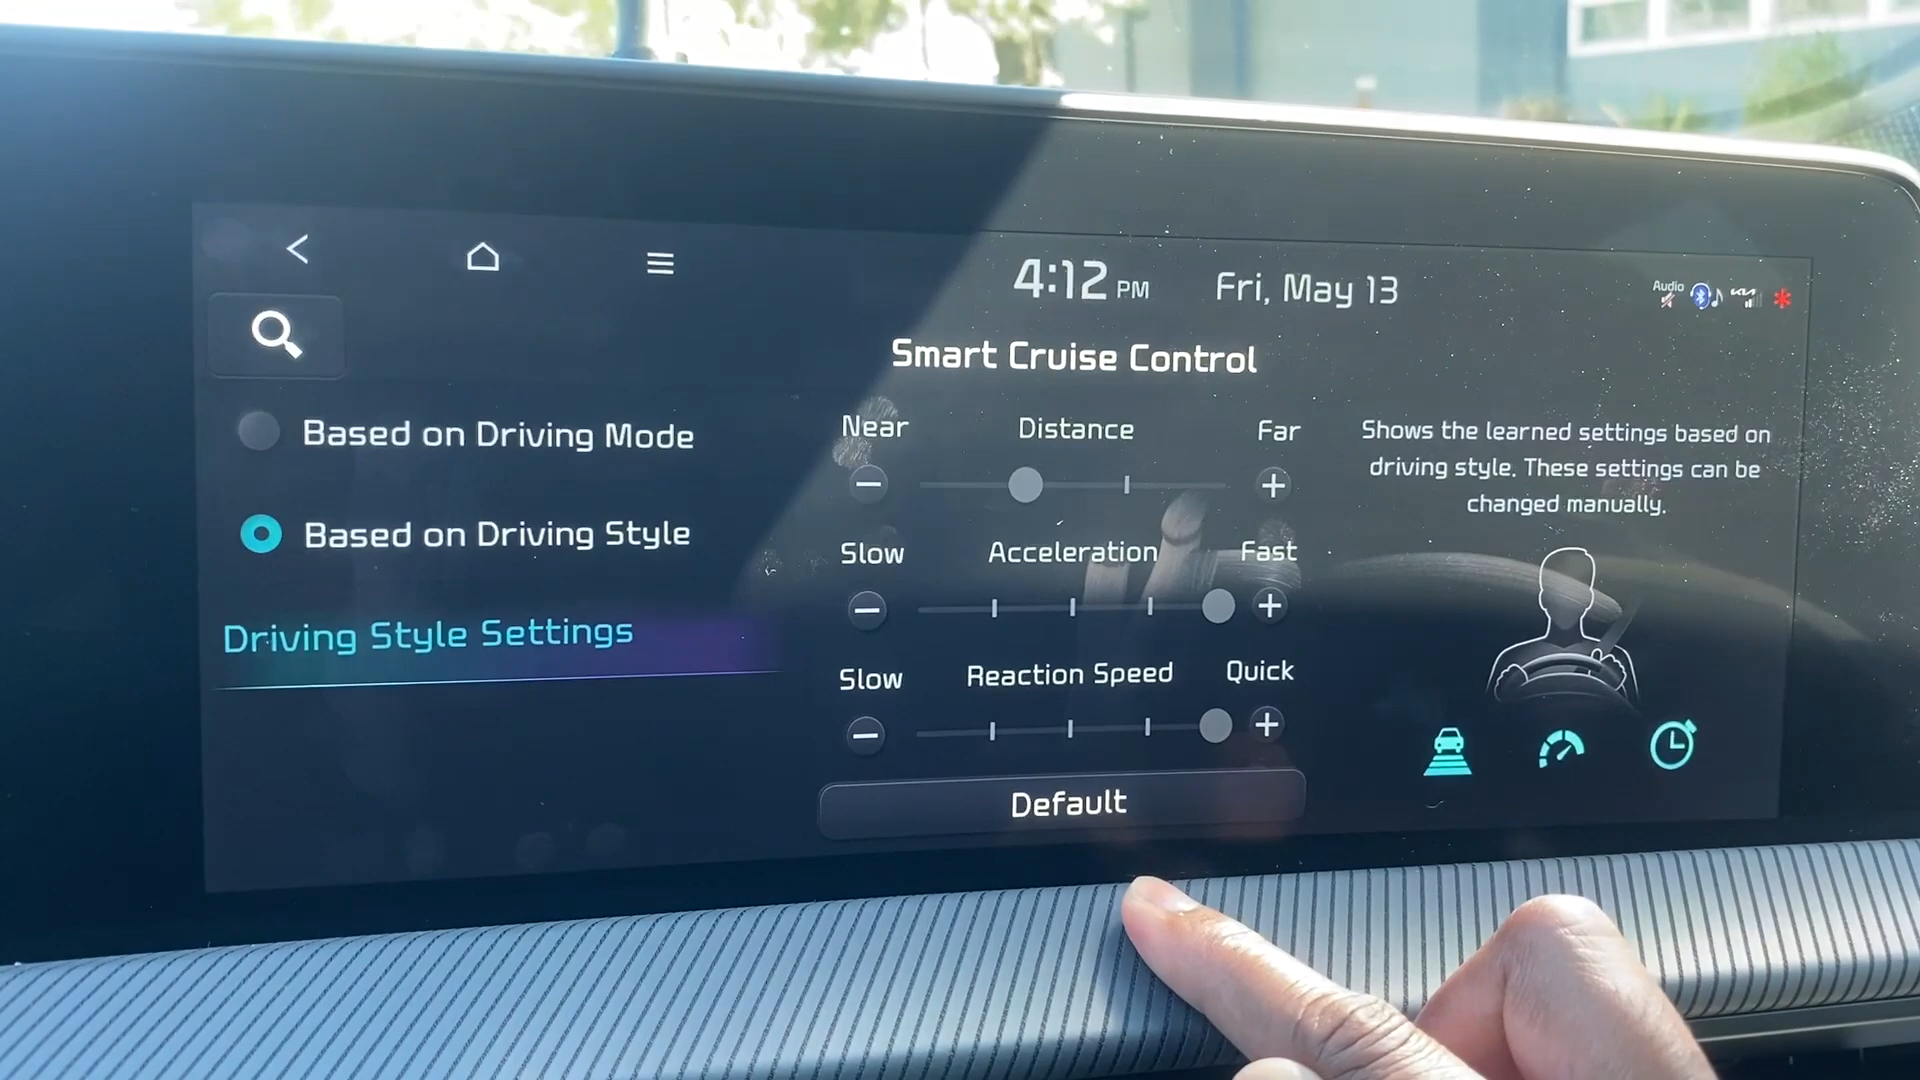 4:12 PM Fri, May 13
Audio
KIA
Smart Cruise Control
Based on Driving Mode
Based on Driving Style
Driving Style Settings
Near Distance Far
Slow Acceleration Fast
Slow Reaction Speed Quick
Default
Shows the learned settings based on
driving style. These settings can be
changed manually.